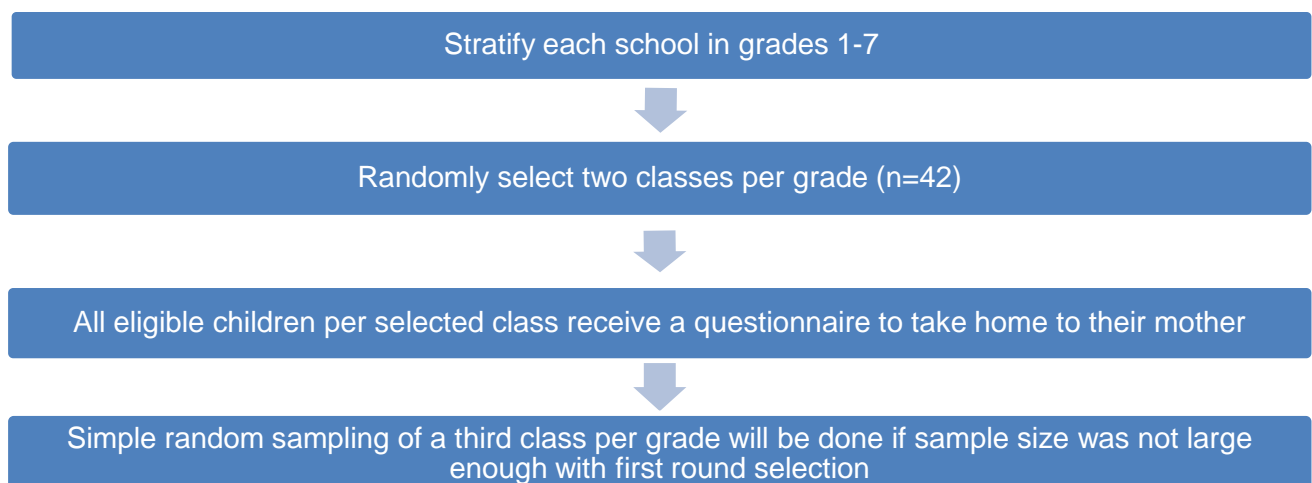 Stratify each school in grades 1-7
Randomly select two classes per grade (n=42)
All eligible children per selected class receive a questionnaire to take home to their mother
Simple random sampling of a third class per grade will be done if sample size was not large
enough with first round selection